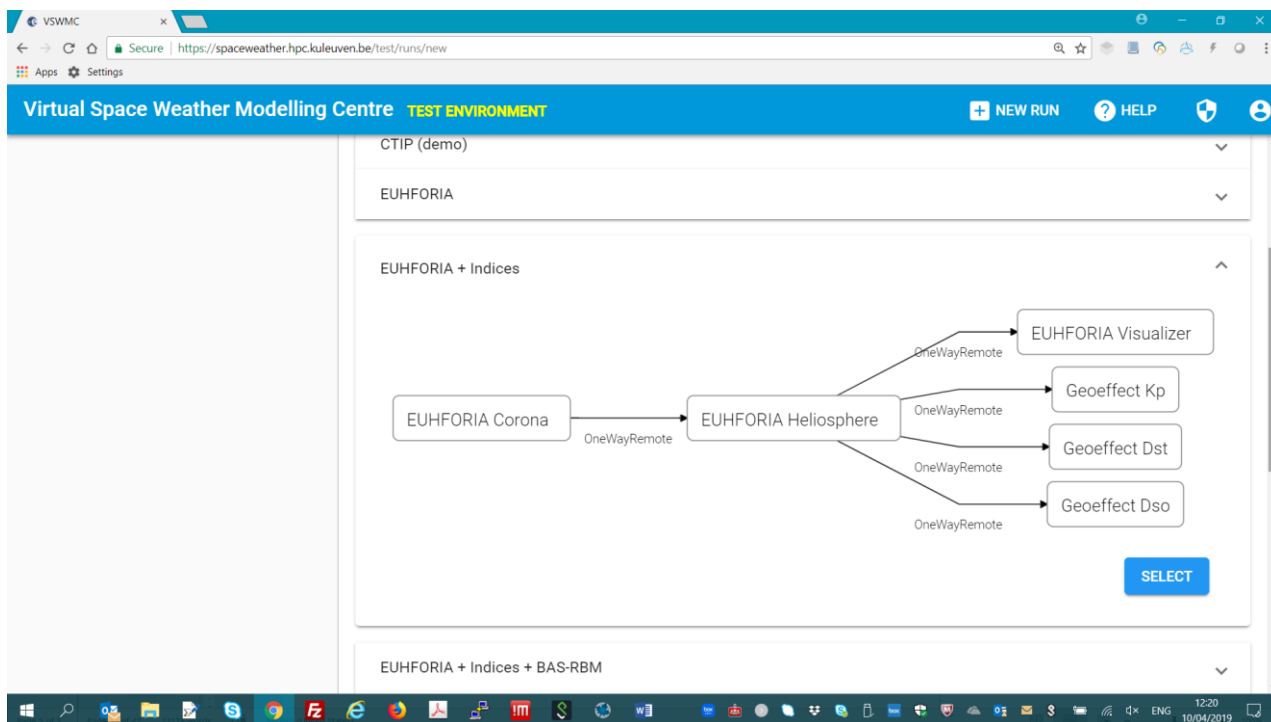 VSWMC
Secure | https://spaceweather.hpc.kuleuven.be/test/runs/new
Apps Settings
Virtual Space Weather Modelling Centre TEST ENVIRONMENT NEW RUN HELP
CTIP (demo)
EUHFORIA
EUHFORIA + Indices
EUHFORIA Visualizer
OneWayRemote
Geoeffect Kp
EUHFORIA Corona
EUHFORIA Heliosphere
OneWayRemote
OneWayRemote
Geoeffect Dst
OneWayRemote
Geoeffect Dso
OneWayRemote
SELECT
EUHFORIA + Indices + BAS-RBM
ENG
12:20
10/04/2019